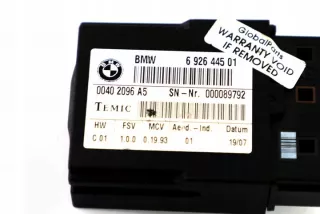 GlobalParts
WARRANTY VOID
IF REMOVED
BMW 6 926 445 01
0040 2096 A5 SN-Nr. 000089792
TEMIC
HW FSV MCV Aend.-Ind. Datum
C 01 1.0.0 0.19.93 01 19/07